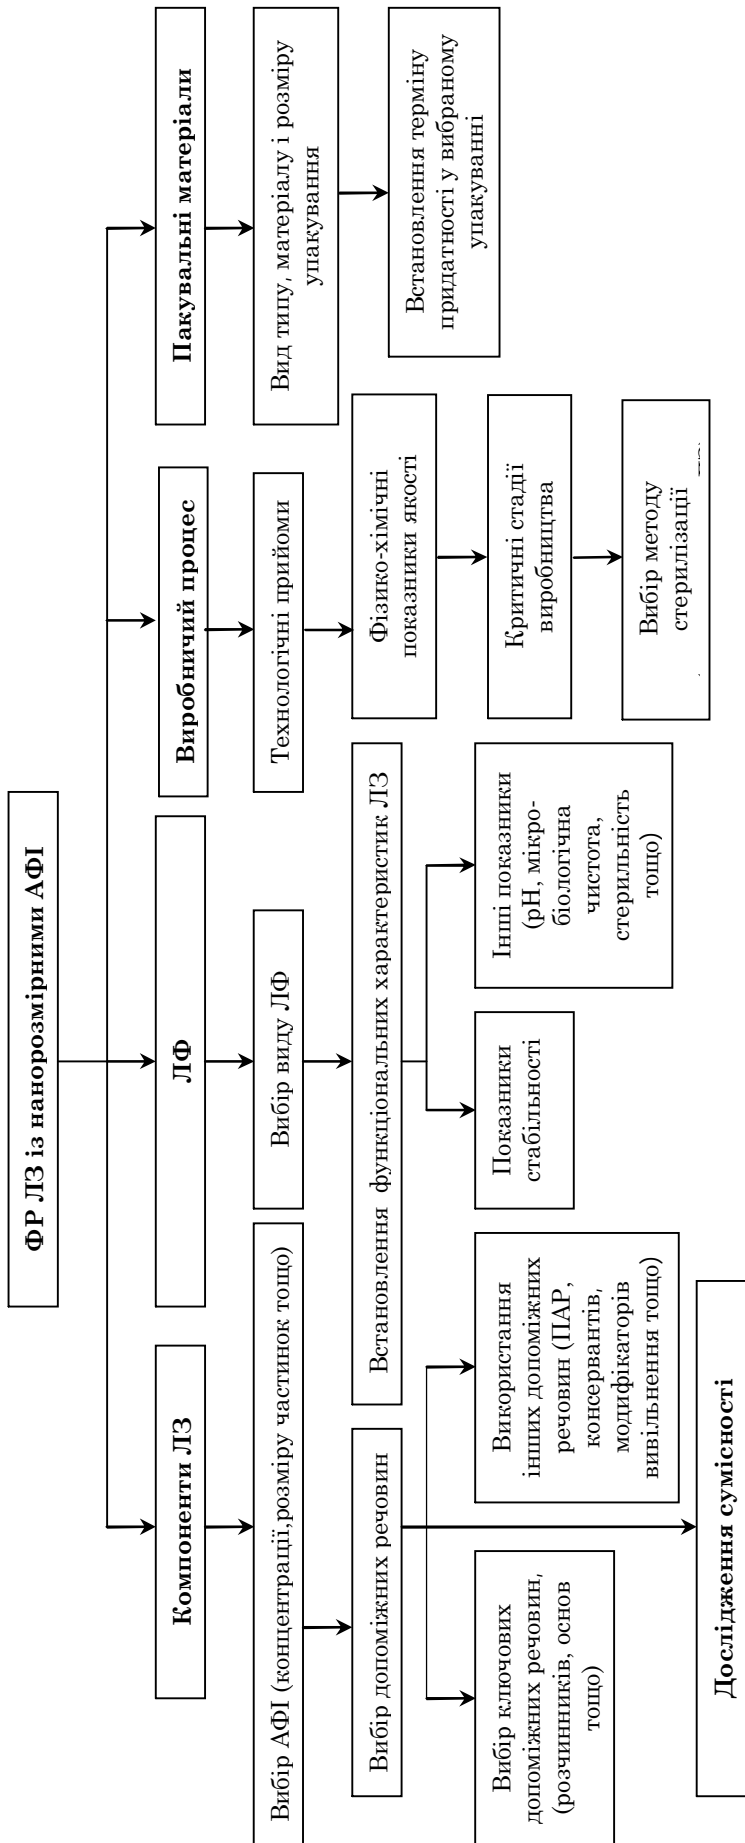 ФР ЛЗ із нанорозмірними АФІ
Компоненти ЛЗ
ЛФ
Виробничий процес
Пакувальні матеріали
Вибір АФІ (концентрації,розміру частинок тощо)
Вибір виду ЛФ
Технологічні прийоми
Вид типу, матеріалу і розміру
упакування
Вибір допоміжних речовин
Встановлення функціональних характеристик ЛЗ
Фізико-хімічні
показники якості
Встановлення терміну
придатності у вибраному
упакуванні
Вибір ключових
допоміжних речовин,
(розчинників, основ
тощо)
Використання
інших допоміжних
речовин (ПАР,
консервантів,
модифікаторів
вивільнення тощо)
Показники
стабільності
Інші показники
(рН, мікро-
біологічна
чистота,
стерильність
тощо)
Критичні стадії
виробництва
Вибір методу
стерилізації
Дослідження сумісності